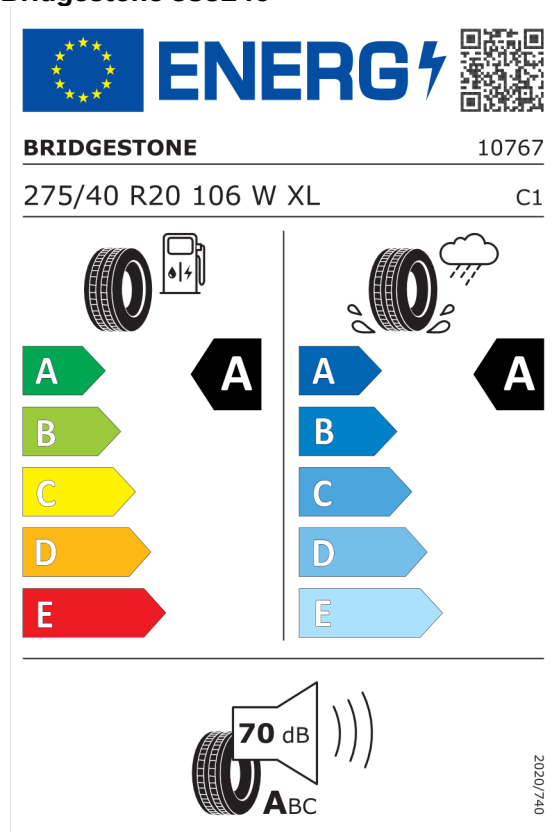 ENERG
BRIDGESTONE 10767
275/40 R20 106 W XL C1
A A
B
C
D
E
A A
B
C
D
E
70 dB
ABC
2020/740